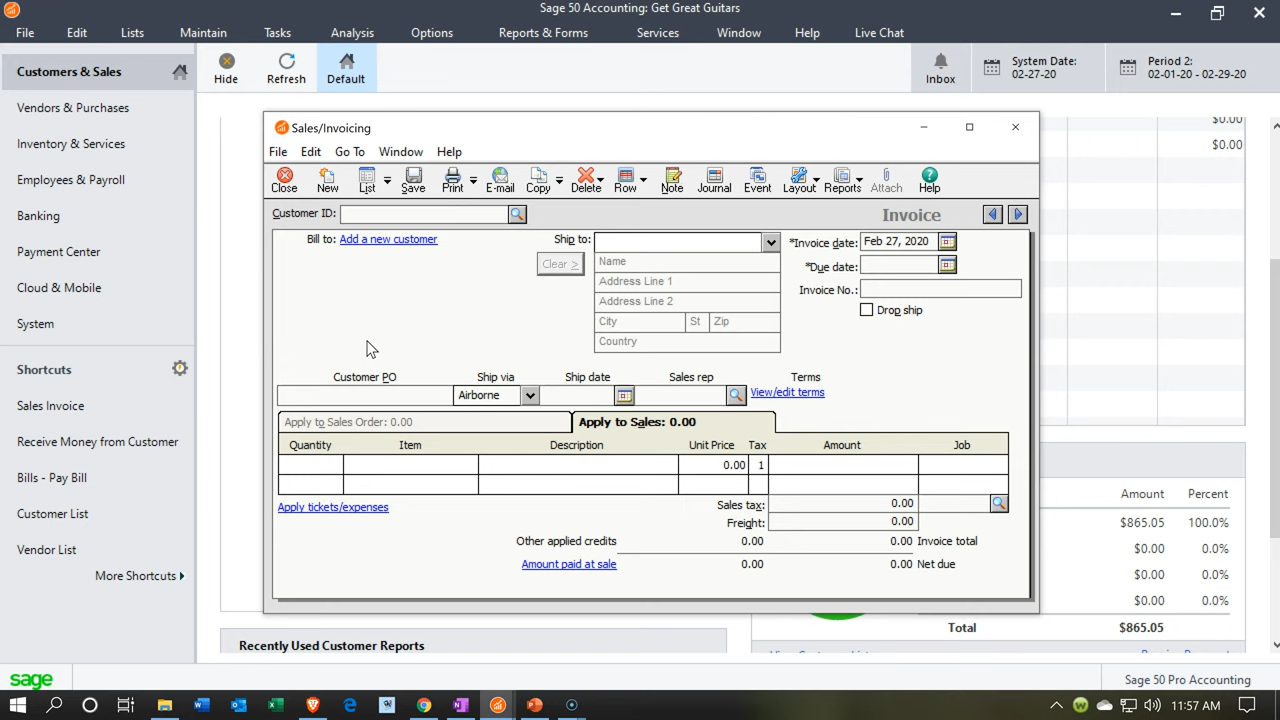 Sage 50 Accounting: Get Great Guitars
File Edit Lists Maintain Tasks Analysis Options Reports & Forms Services Window Help Live Chat
Customers & Sales
Vendors & Purchases
Inventory & Services
Employees & Payroll
Banking
Payment Center
Cloud & Mobile
System
Shortcuts
Sales Invoice
Receive Money from Customer
Bills - Pay Bill
Customer List
Vendor List
More Shortcuts
Hide Refresh Default
Inbox
System Date:
02-27-20
Period 2:
02-01-20 - 02-29-20
$0.00
$0.00
Sales/Invoicing
File Edit Go To Window Help
Close New List Save Print E-mail Copy Delete Row Note Journal Event Layout Reports Attach Help
Customer ID:
Invoice
Bill to: Add a new customer
Ship to:
Clear >
Name
Address Line 1
Address Line 2
City St Zip
Country
*Invoice date: Feb 27, 2020
*Due date:
Invoice No.:
Drop ship
Customer PO Ship via Ship date Sales rep Terms
Airborne
View/edit terms
Apply to Sales Order: 0.00
Apply to Sales: 0.00
Quantity Item Description Unit Price Tax Amount Job
0.00 1
Apply tickets/expenses
Sales tax: 0.00
Freight: 0.00
Other applied credits 0.00 0.00 Invoice total
Amount paid at sale 0.00 0.00 Net due
Amount Percent
$865.05 100.0%
$0.00 0.0%
$0.00 0.0%
$0.00 0.0%
Total $865.05
Recently Used Customer Reports
sage
Sage 50 Pro Accounting
11:57 AM